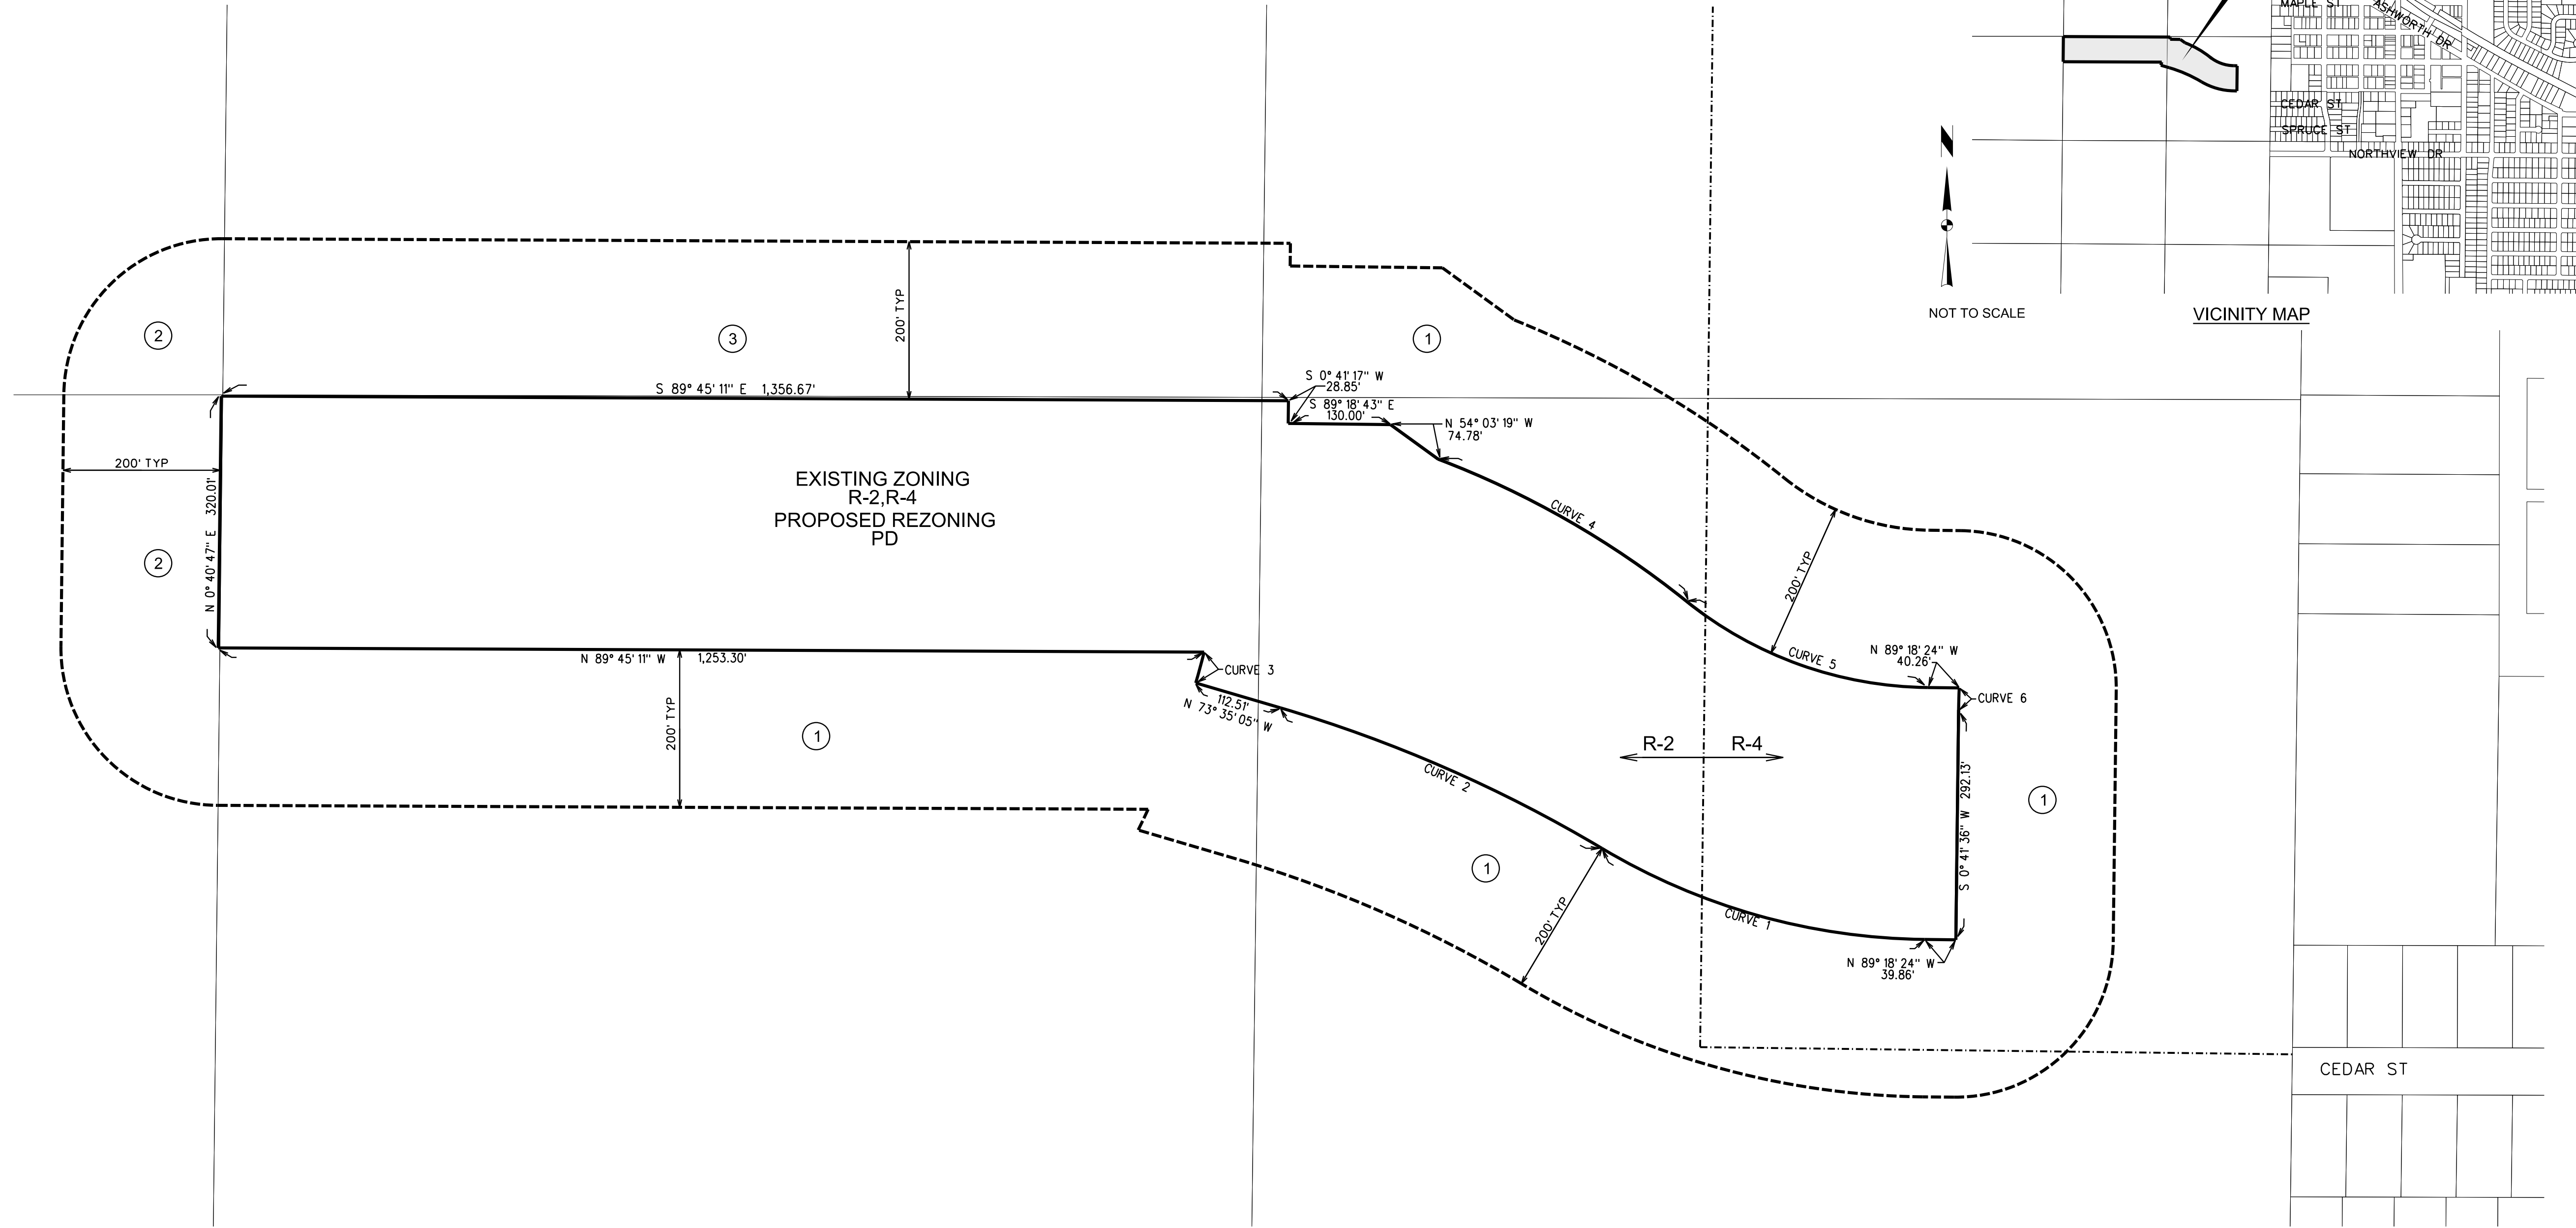 MAPLE ST
ASHWORTH DR
CEDAR ST
SPRUCE ST
NORTHVIEW DR
N
NOT TO SCALE
VICINITY MAP
200' TYP
2
3
1
S 89° 45' 11" E 1,356.67'
S 0° 41' 17" W
28.85'
S 89° 18' 43" E
130.00'
N 54° 03' 19" W
74.78'
200' TYP
N 0° 40' 47" E 320.01'
EXISTING ZONING
R-2,R-4
PROPOSED REZONING
PD
CURVE 4
2
200' TYP
N 89° 45' 11" W 1,253.30'
CURVE 3
CURVE 5
N 89° 18' 24" W
40.26'
CURVE 6
112.51'
N 73° 35' 05" W
200' TYP
1
R-2
R-4
CURVE 2
S 0° 41' 36" W 292.13'
1
1
200' TYP
CURVE 1
N 89° 18' 24" W
39.86'
CEDAR ST